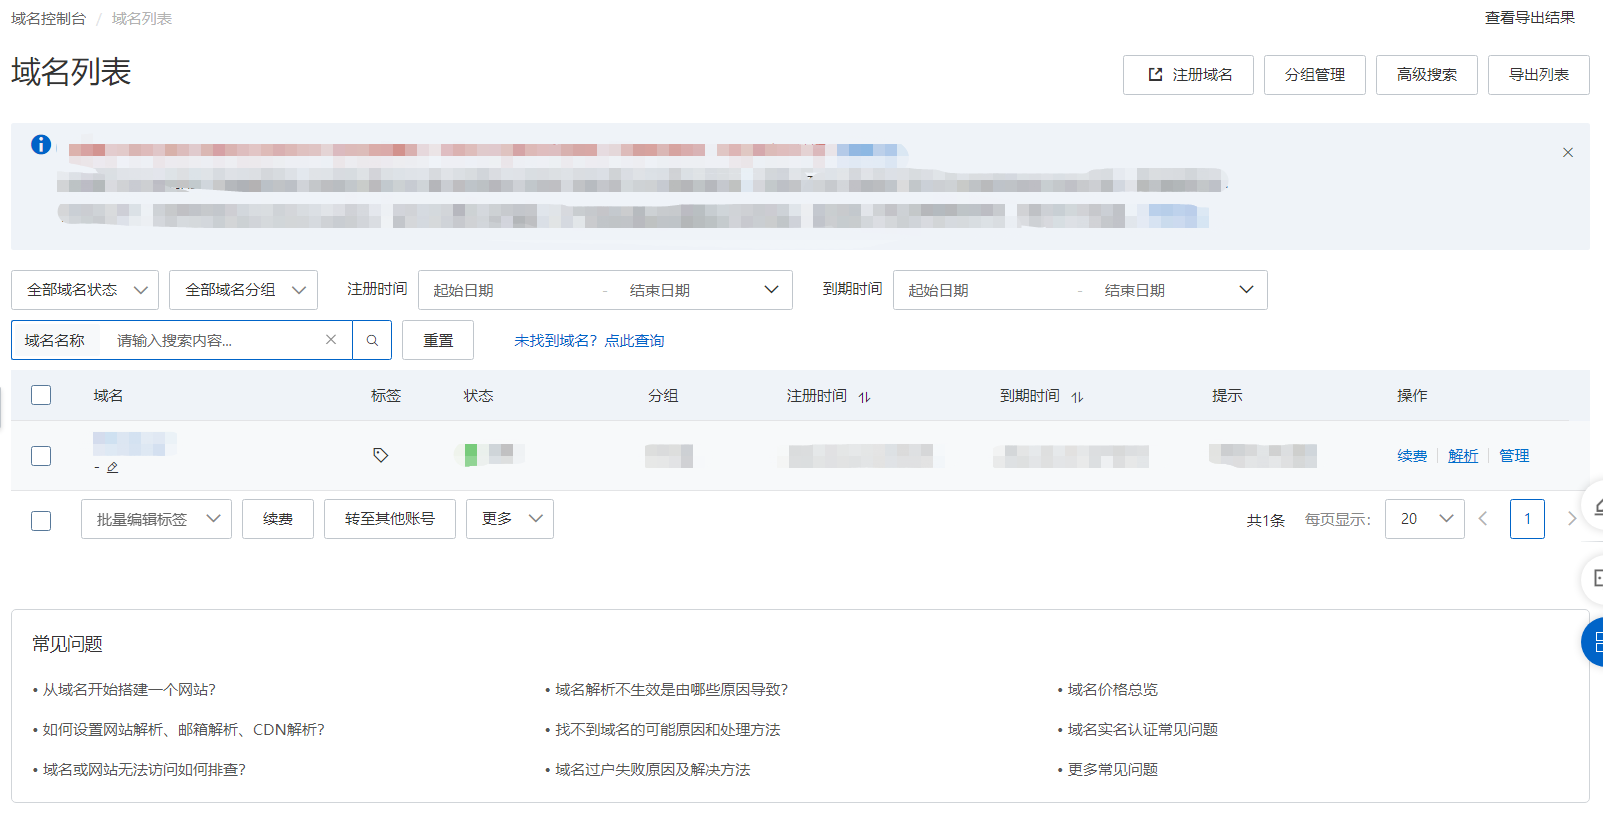 域名控制台 / 域名列表
查看导出结果
域名列表
注册域名 分组管理 高级搜索 导出列表
全部域名状态 全部域名分组 注册时间 起始日期 - 结束日期 到期时间 起始日期 - 结束日期
域名名称 请输入搜索内容... 重置 未找到域名？点此查询
域名 标签 状态 分组 注册时间 到期时间 提示 操作
-
续费 解析 管理
批量编辑标签 续费 转至其他账号 更多 共1条 每页显示： 20 1
常见问题
• 从域名开始搭建一个网站？ • 域名解析不生效是由哪些原因导致？ • 域名价格总览
• 如何设置网站解析、邮箱解析、CDN解析？ • 找不到域名的可能原因和处理方法 • 域名实名认证常见问题
• 域名或网站无法访问如何排查？ • 域名过户失败原因及解决方法 • 更多常见问题